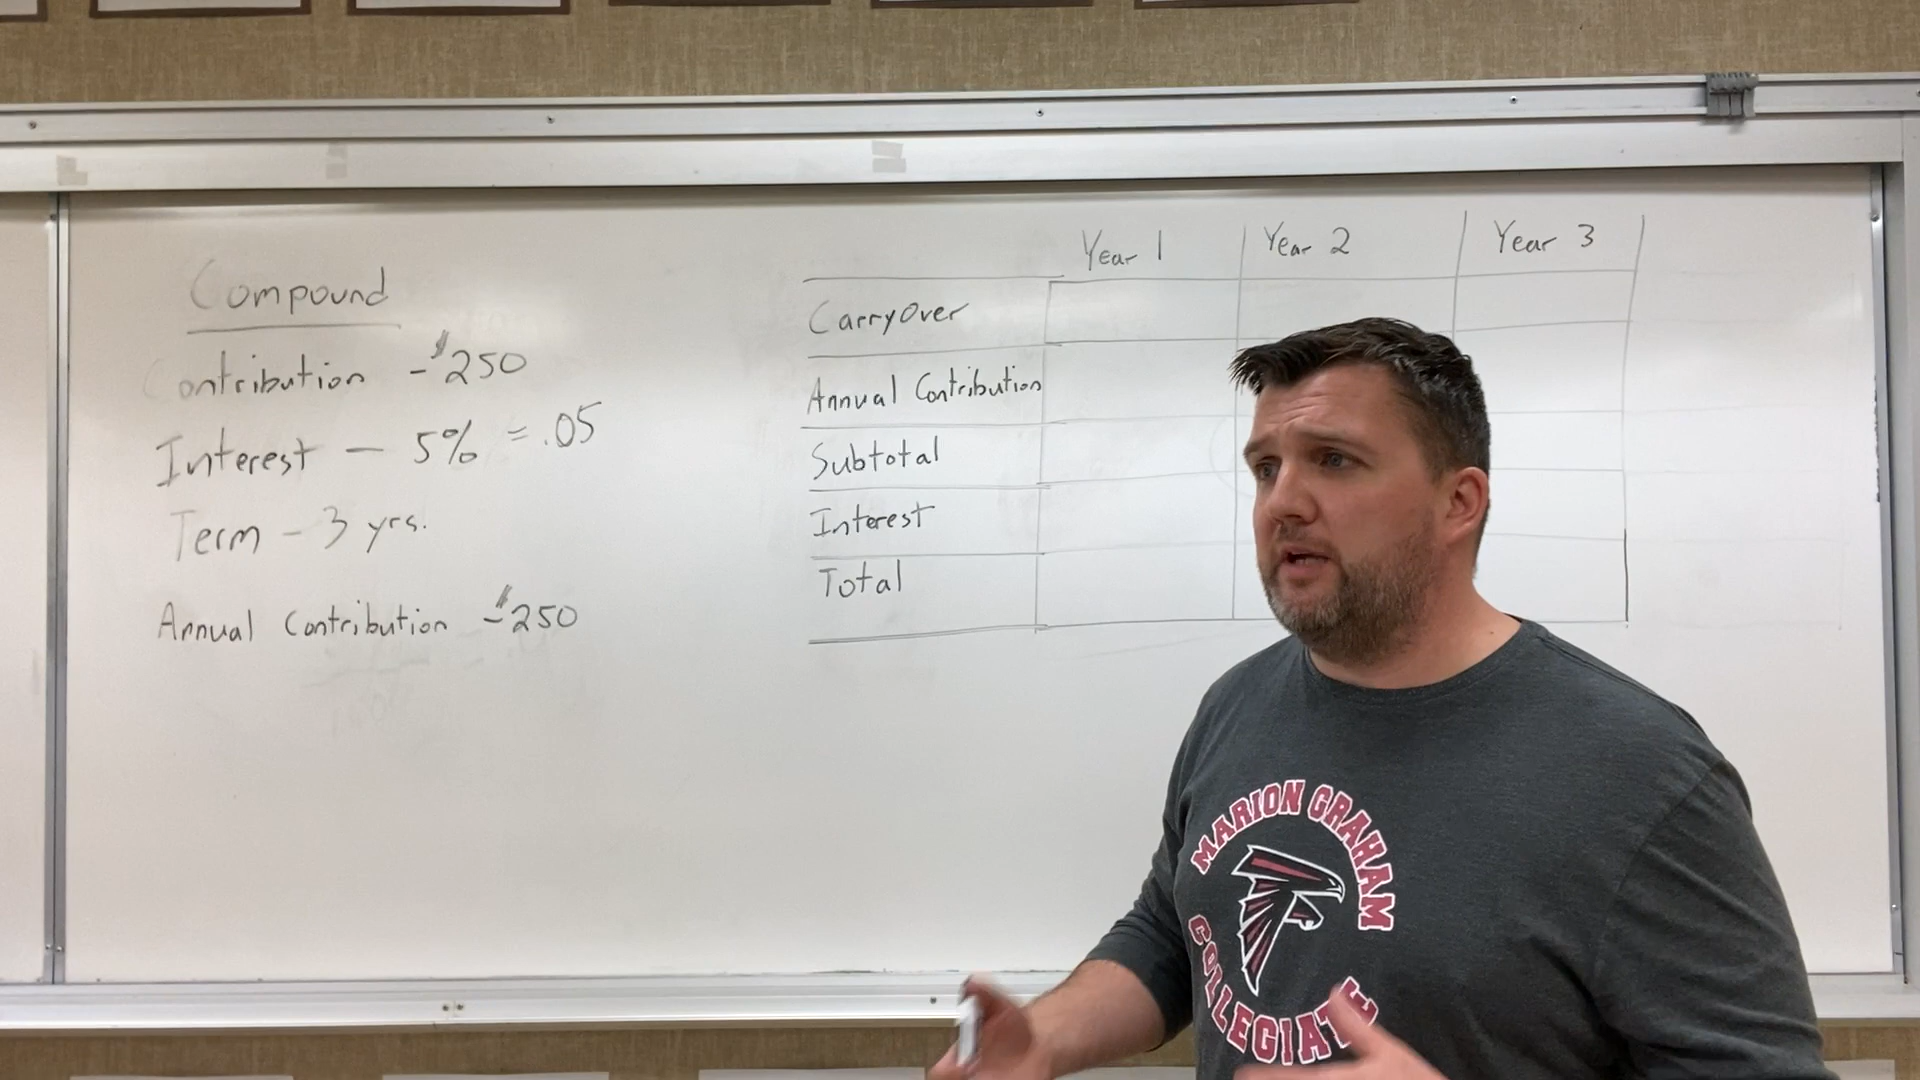 Compound
Contribution - $250
Interest - 5% = .05
Term - 3 yrs.
Annual Contribution - $250
Year 1 Year 2 Year 3
CarryOver
Annual Contribution
Subtotal
Interest
Total
MARION GRAHAM
COLLEGIATE